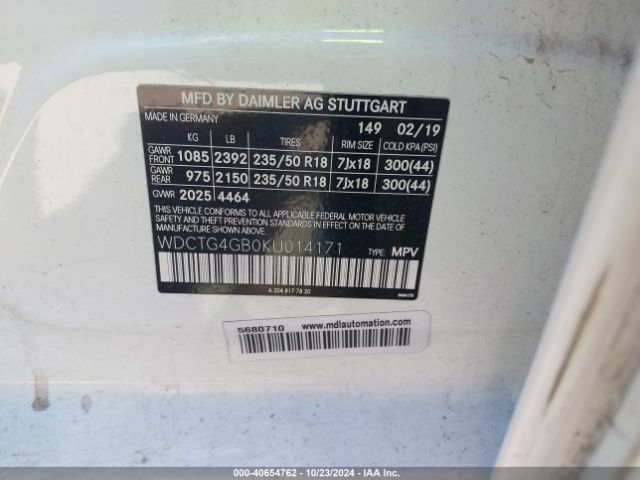 MFD BY DAIMLER AG STUTTGART
MADE IN GERMANY
149 02/19
KG LB TIRES RIM SIZE COLD KPA (PSI)
GAWR FRONT 1085 2392 235/50 R18 7Jx18 300(44)
GAWR REAR 975 2150 235/50 R18 7Jx18 300(44)
GVWR 2025 4464
THIS VEHICLE CONFORMS TO ALL APPLICABLE FEDERAL MOTOR VEHICLE
SAFETY AND THEFT PREVENTION STANDARDS IN EFFECT ON THE DATE
OF MANUFACTURE SHOWN ABOVE.
WDCTG4GB0KU014171 TYPE: MPV
A 204 817 78 20
5680710 www.mdlautomation.com
000-40654762 - 10/23/2024 - IAA Inc.